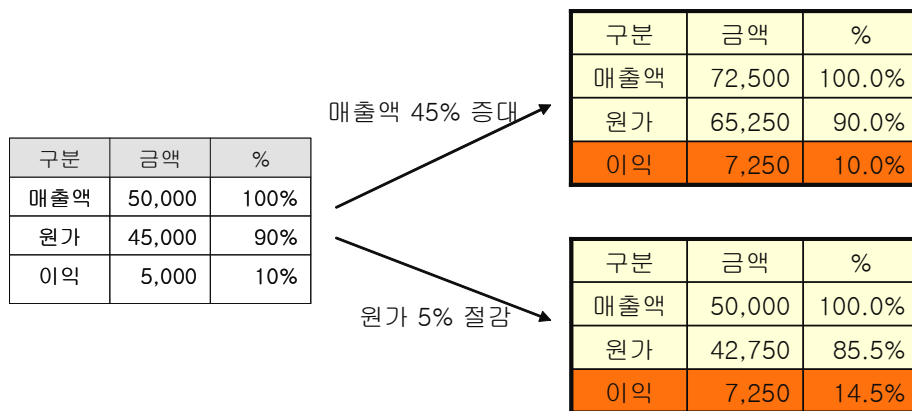 구분 금액 %
매출액 50,000 100%
원가 45,000 90%
이익 5,000 10%
매출액 45% 증대
구분 금액 %
매출액 72,500 100.0%
원가 65,250 90.0%
이익 7,250 10.0%
원가 5% 절감
구분 금액 %
매출액 50,000 100.0%
원가 42,750 85.5%
이익 7,250 14.5%